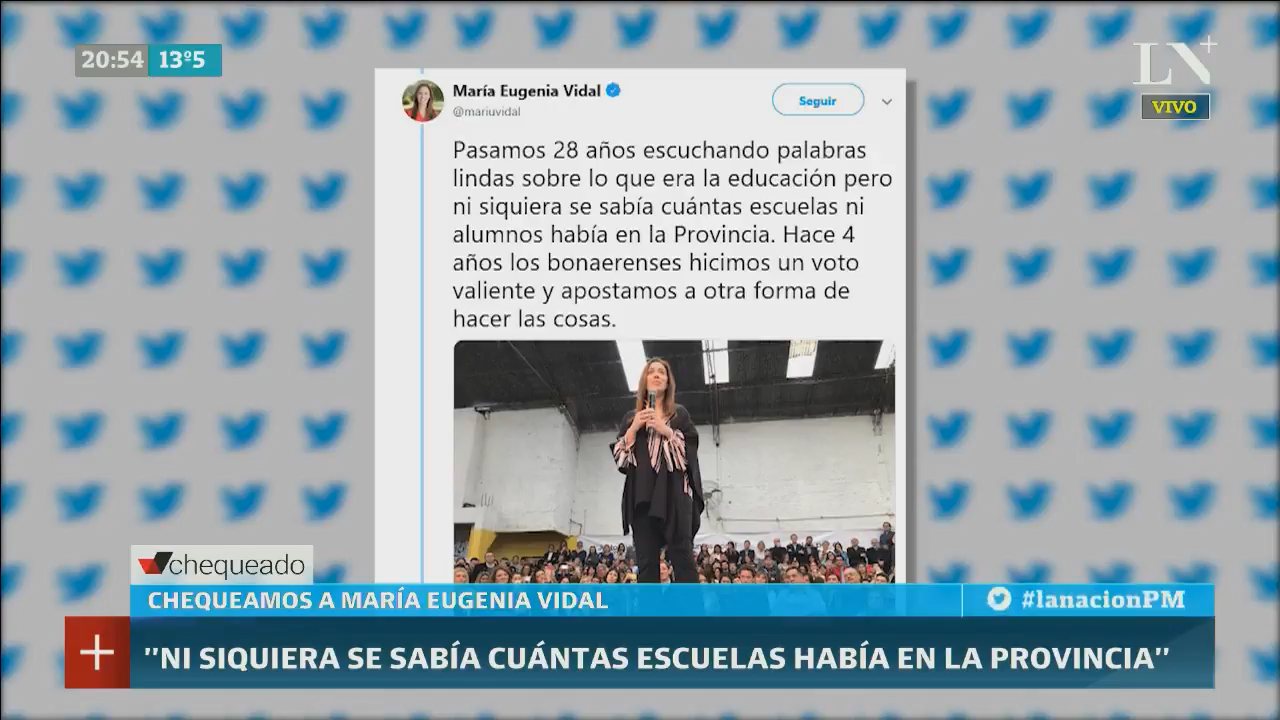 20:54 13º5
LN+
VIVO
María Eugenia Vidal
@mariuvidal
Seguir
Pasamos 28 años escuchando palabras
lindas sobre lo que era la educación pero
ni siquiera se sabía cuántas escuelas ni
alumnos había en la Provincia. Hace 4
años los bonaerenses hicimos un voto
valiente y apostamos a otra forma de
hacer las cosas.
chequeado
CHEQUEAMOS A MARÍA EUGENIA VIDAL
#lanacionPM
"NI SIQUIERA SE SABÍA CUÁNTAS ESCUELAS HABÍA EN LA PROVINCIA"